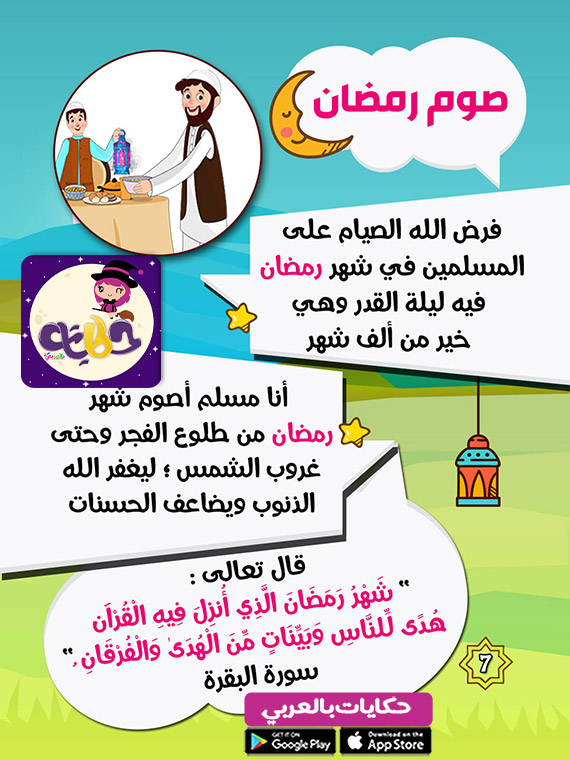 صوم رمضان
فرض الله الصيام على
المسلمين في شهر رمضان
فيه ليلة القدر وهي
خير من ألف شهر
حكايات
بالعربي
أنا مسلم أصوم شهر
رمضان من طلوع الفجر وحتى
غروب الشمس ؛ ليغفر الله
الذنوب ويضاعف الحسنات
قال تعالى :
” شَهْرُ رَمَضَانَ الَّذِي أُنزِلَ فِيهِ الْقُرْآن
هُدًى لِّلنَّاسِ وَبَيِّنَاتٍ مِّنَ الْهُدَىٰ وَالْفُرْقَانِ ۚ ”
سورة البقرة
7
حكايات بالعربي
GET IT ON
Google Play
Download on the
App Store